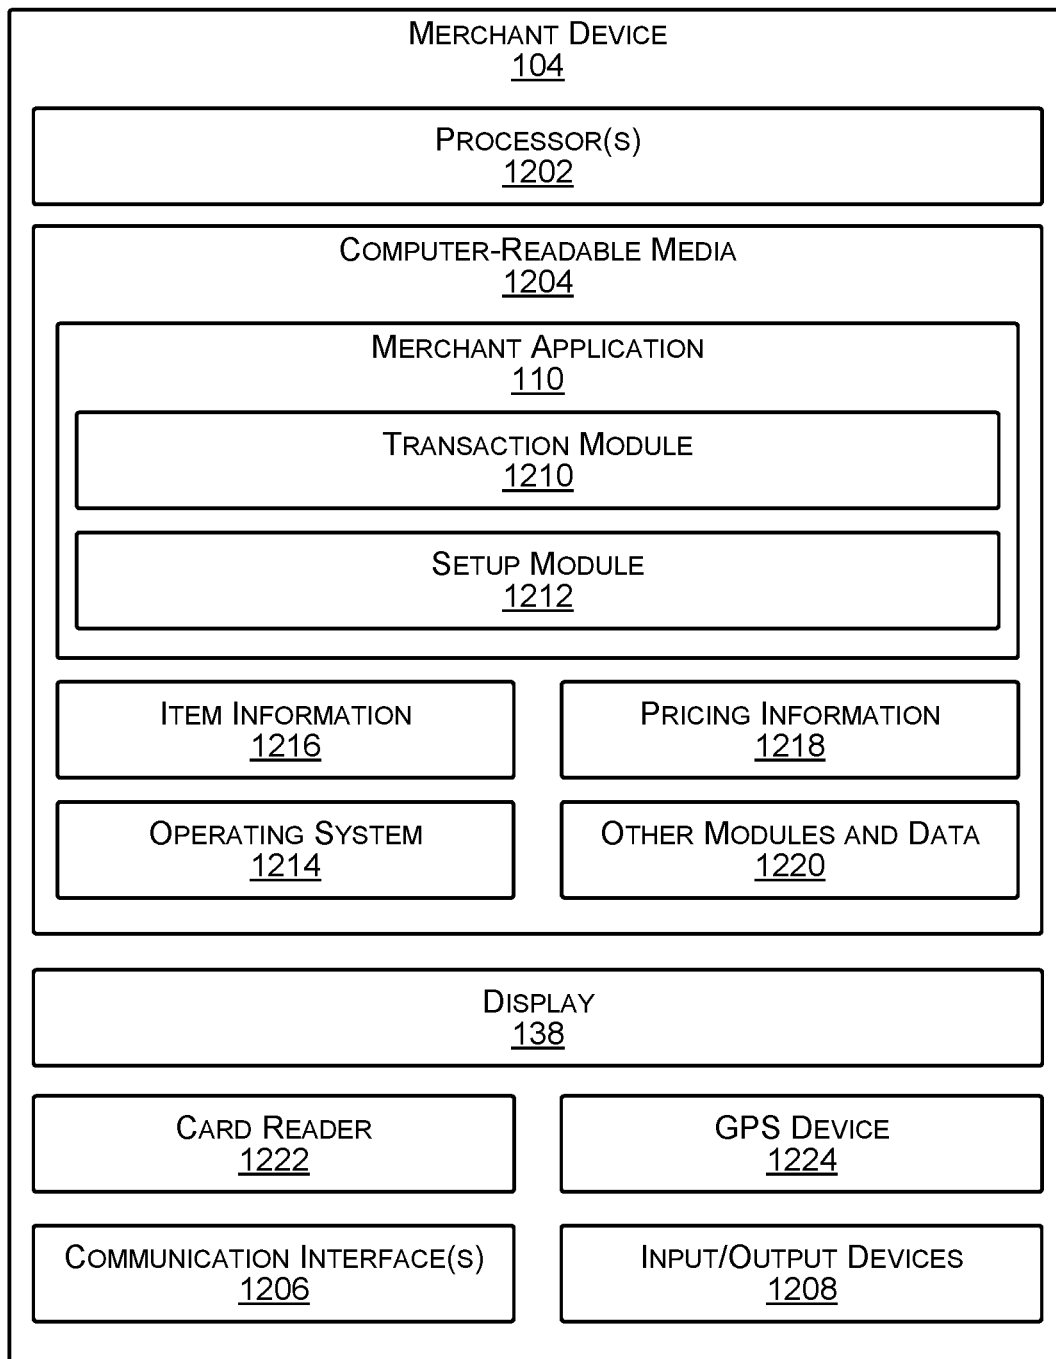 MERCHANT DEVICE
104
PROCESSOR(S)
1202
COMPUTER-READABLE MEDIA
1204
MERCHANT APPLICATION
110
TRANSACTION MODULE
1210
SETUP MODULE
1212
ITEM INFORMATION
1216
PRICING INFORMATION
1218
OPERATING SYSTEM
1214
OTHER MODULES AND DATA
1220
DISPLAY
138
CARD READER
1222
GPS DEVICE
1224
COMMUNICATION INTERFACE(S)
1206
INPUT/OUTPUT DEVICES
1208